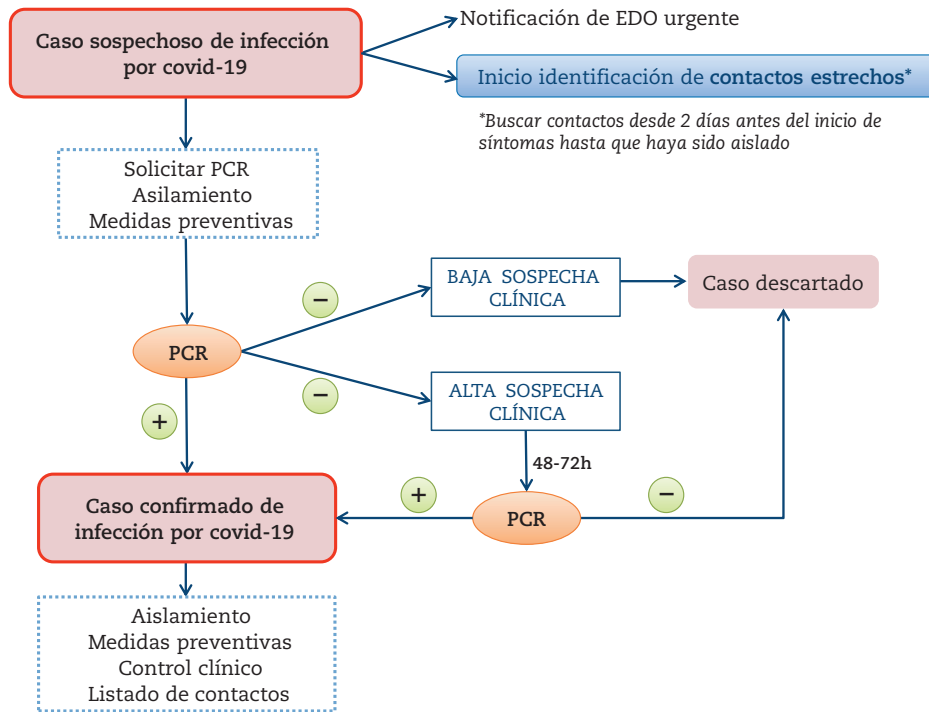 Caso sospechoso de infección
por covid-19
Notificación de EDO urgente
Inicio identificación de contactos estrechos*
*Buscar contactos desde 2 días antes del inicio de
síntomas hasta que haya sido aislado
Solicitar PCR
Asilamiento
Medidas preventivas
BAJA SOSPECHA
CLÍNICA
Caso descartado
−
PCR
−
ALTA SOSPECHA
CLÍNICA
+
48-72h
Caso confirmado de
infección por covid-19
+
PCR
−
Aislamiento
Medidas preventivas
Control clínico
Listado de contactos